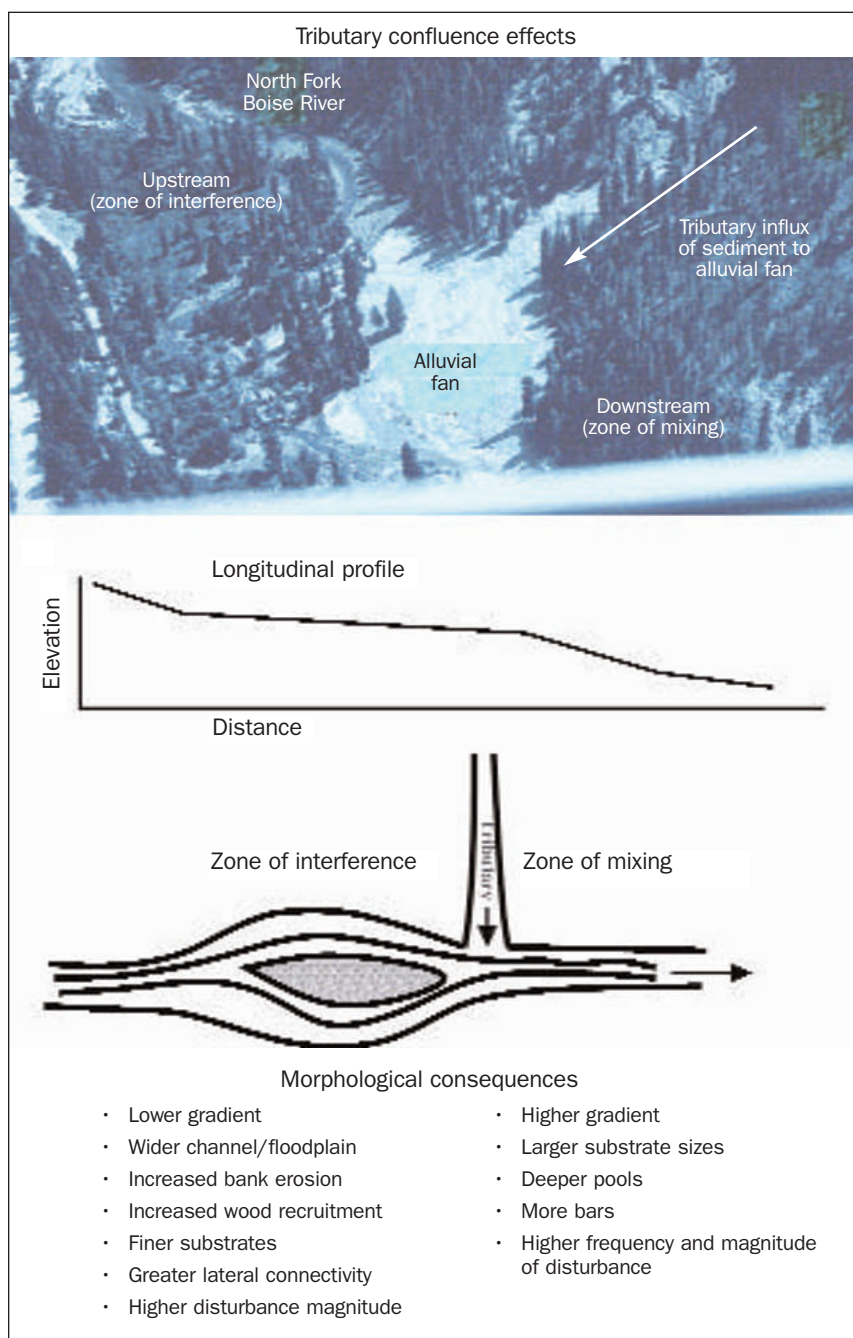 Tributary confluence effects
North Fork
Boise River
Upstream
(zone of interference)
Tributary influx
of sediment to
alluvial fan
Alluvial
fan
Downstream
(zone of mixing)
Longitudinal profile
Elevation
Distance
Zone of interference
Tributary
Zone of mixing
Morphological consequences
· Lower gradient
· Wider channel/floodplain
· Increased bank erosion
· Increased wood recruitment
· Finer substrates
· Greater lateral connectivity
· Higher disturbance magnitude
· Higher gradient
· Larger substrate sizes
· Deeper pools
· More bars
· Higher frequency and magnitude
of disturbance